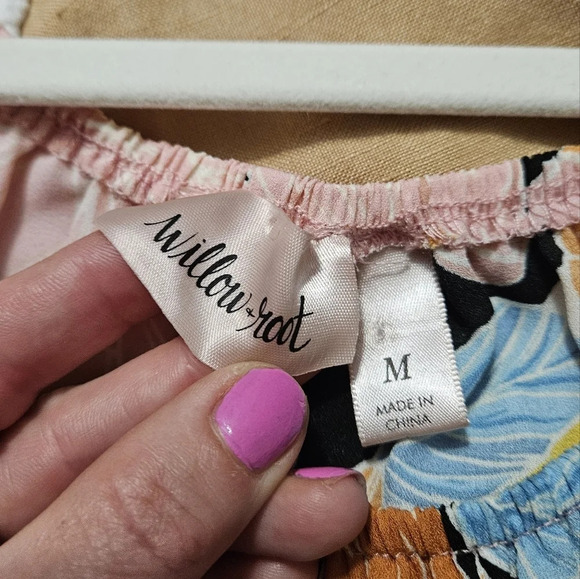 willow + root
M
MADE IN
CHINA